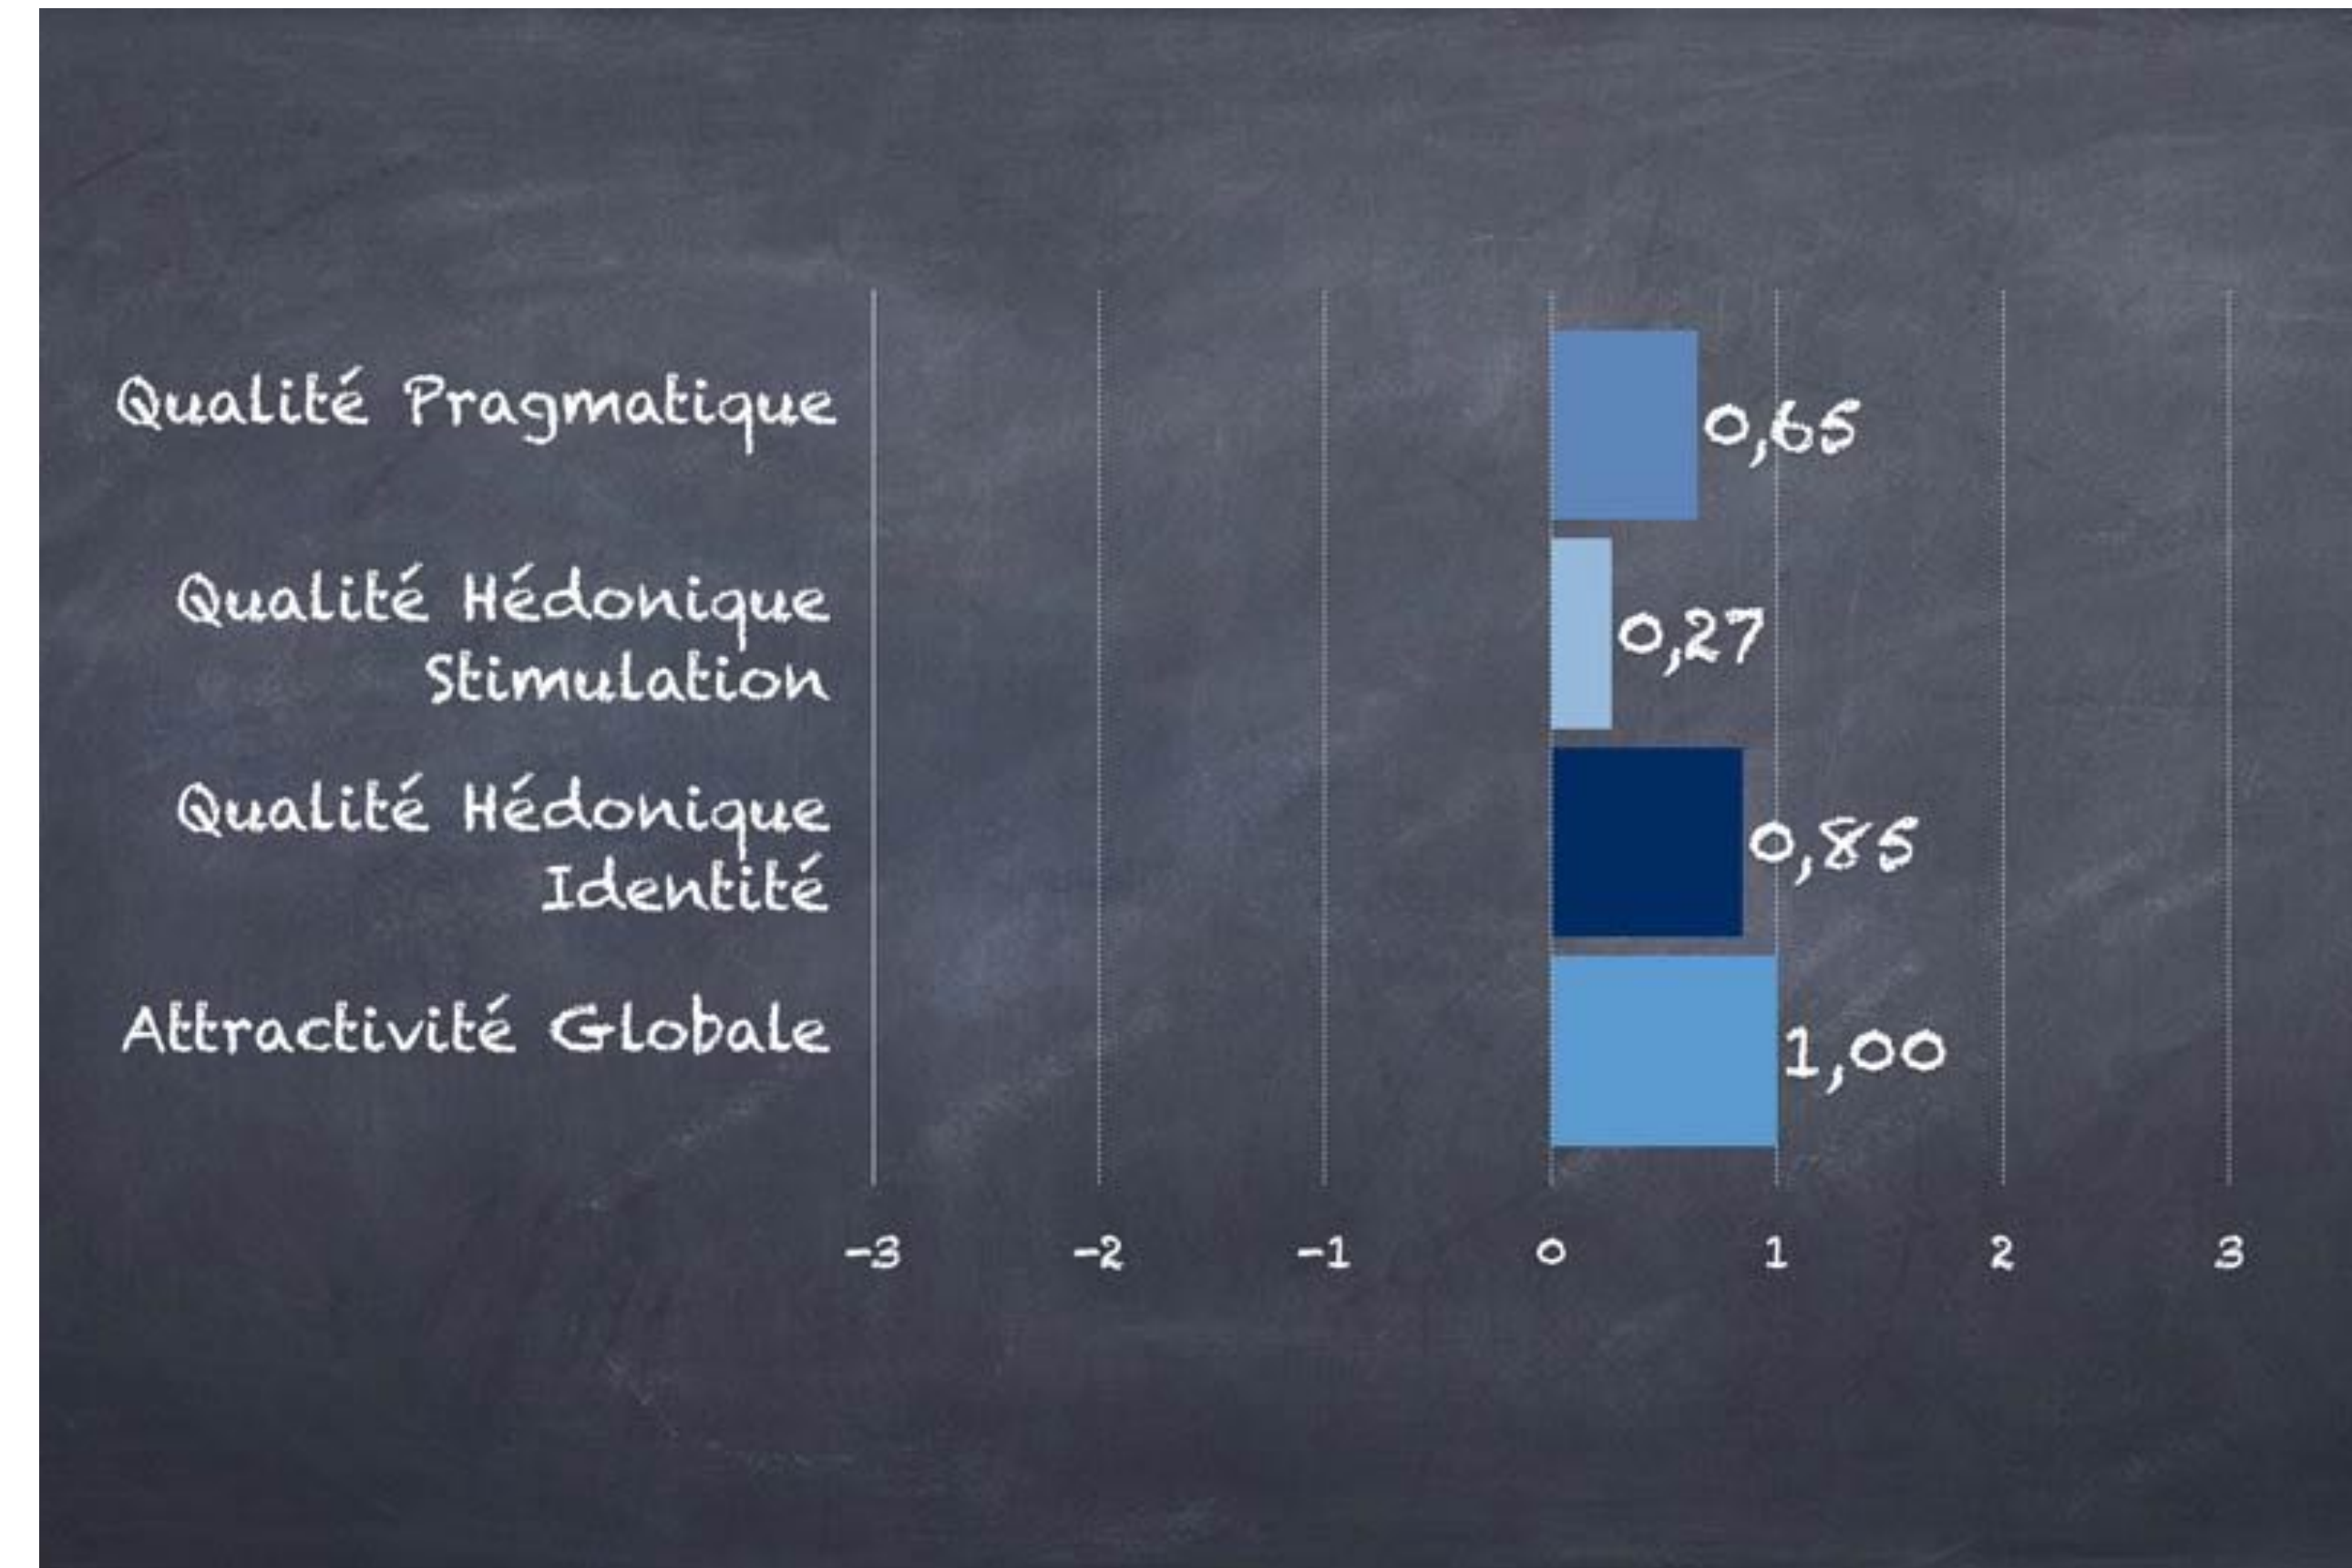 Qualité Pragmatique
0,65
Qualité Hédonique
Stimulation
0,27
Qualité Hédonique
Identité
0,85
Attractivité Globale
1,00
-3 -2 -1 0 1 2 3